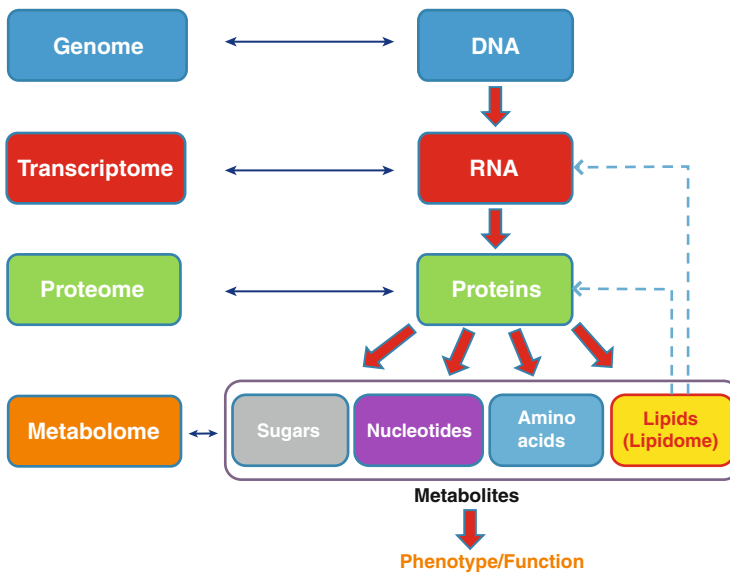 Genome
DNA
Transcriptome
RNA
Proteome
Proteins
Metabolome
Sugars
Nucleotides
Amino
acids
Lipids
(Lipidome)
Metabolites
Phenotype/Function